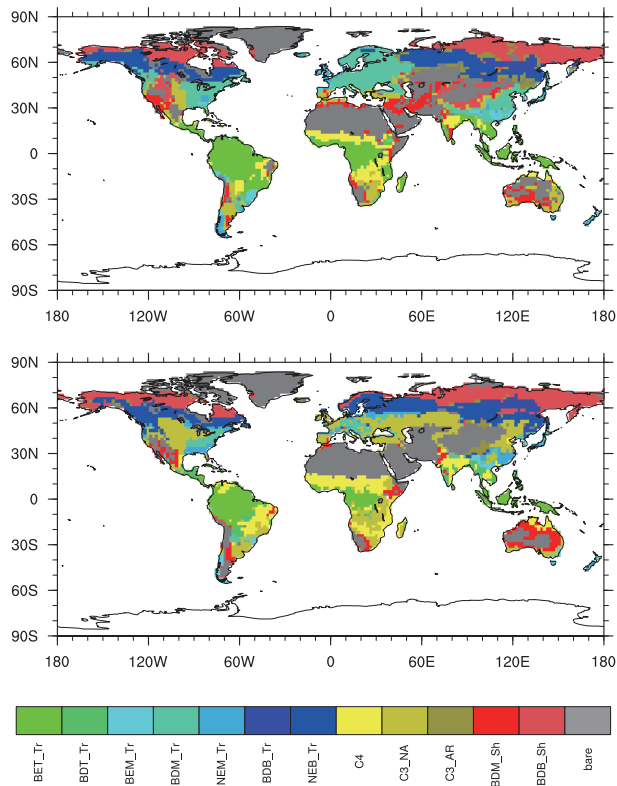 90N
60N
30N
0
30S
60S
90S
180 120W 60W 0 60E 120E 180
90N
60N
30N
0
30S
60S
90S
180 120W 60W 0 60E 120E 180
BET_Tr BDT_Tr BEM_Tr BDM_Tr NEM_Tr BDB_Tr NEB_Tr C4 C3_NA C3_AR BDM_Sh BDB_Sh bare